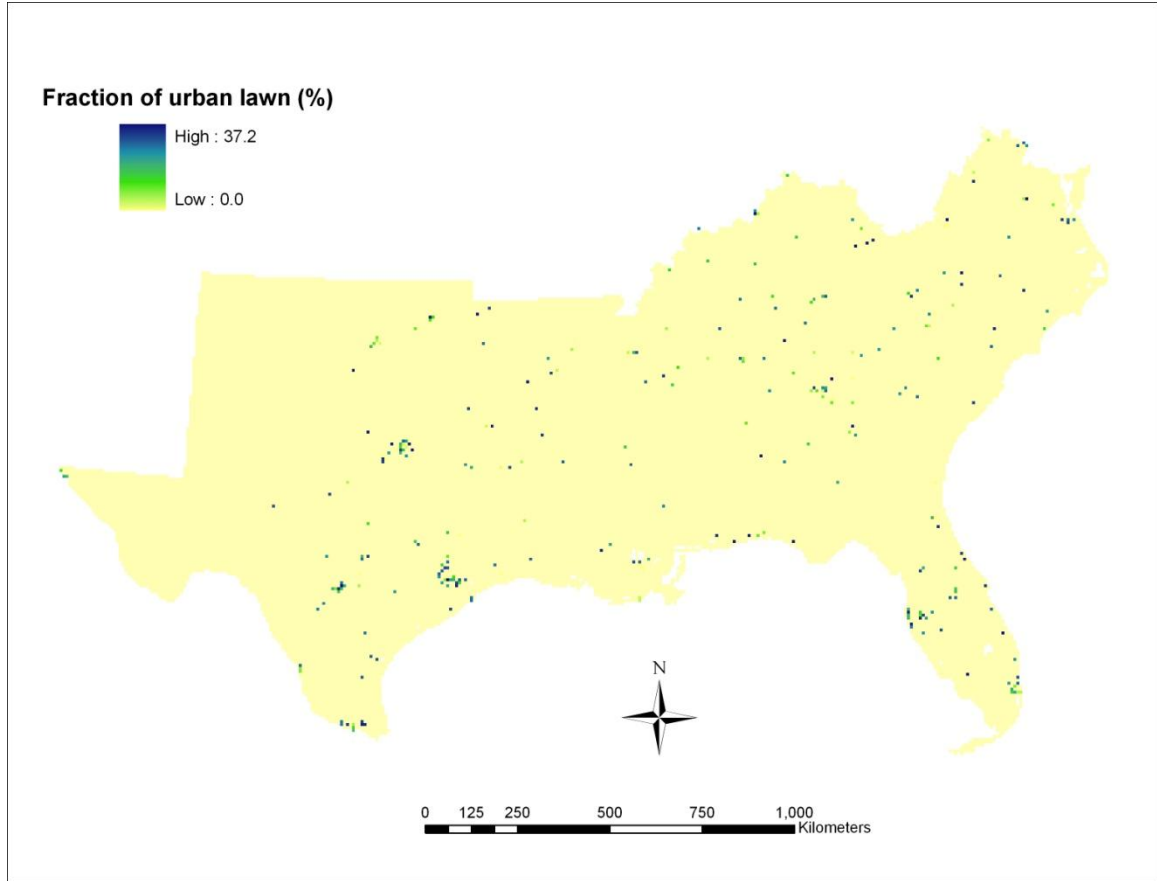 Fraction of urban lawn (%)
High : 37.2
Low : 0.0
N
0 125 250 500 750 1,000
Kilometers